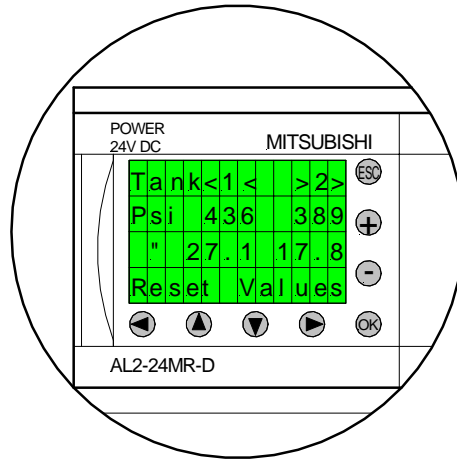 POWER
24V DC
MITSUBISHI
ESC
Tank<1< >2>
Psi 436 389
" 27.1 17.8
Reset Values
+
-
OK
AL2-24MR-D